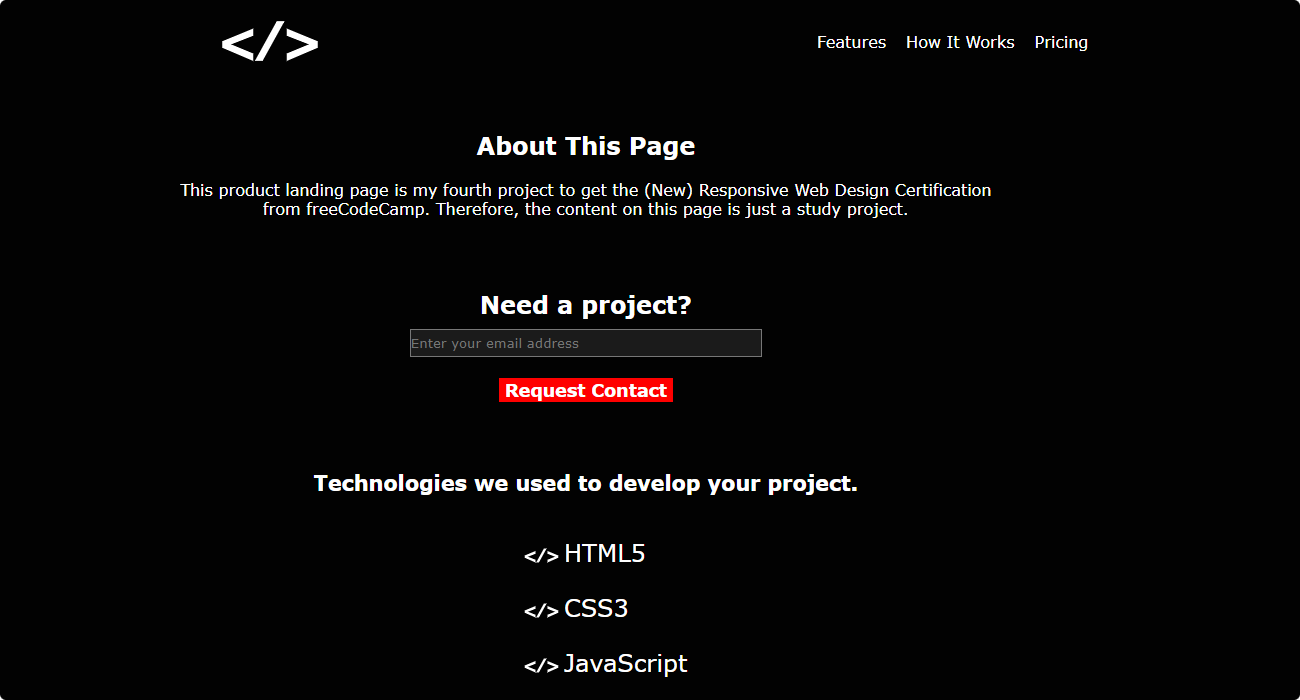 </>
Features How It Works Pricing
About This Page
This product landing page is my fourth project to get the (New) Responsive Web Design Certification
from freeCodeCamp. Therefore, the content on this page is just a study project.
Need a project?
Enter your email address
Request Contact
Technologies we used to develop your project.
</> HTML5
</> CSS3
</> JavaScript